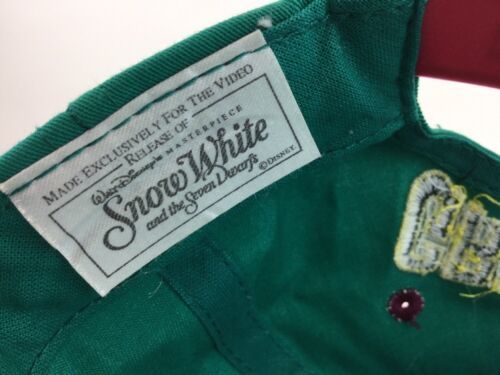 MADE EXCLUSIVELY FOR THE VIDEO
RELEASE OF
Walt Disney's MASTERPIECE
Snow White
and the Seven Dwarfs
©DISNEY